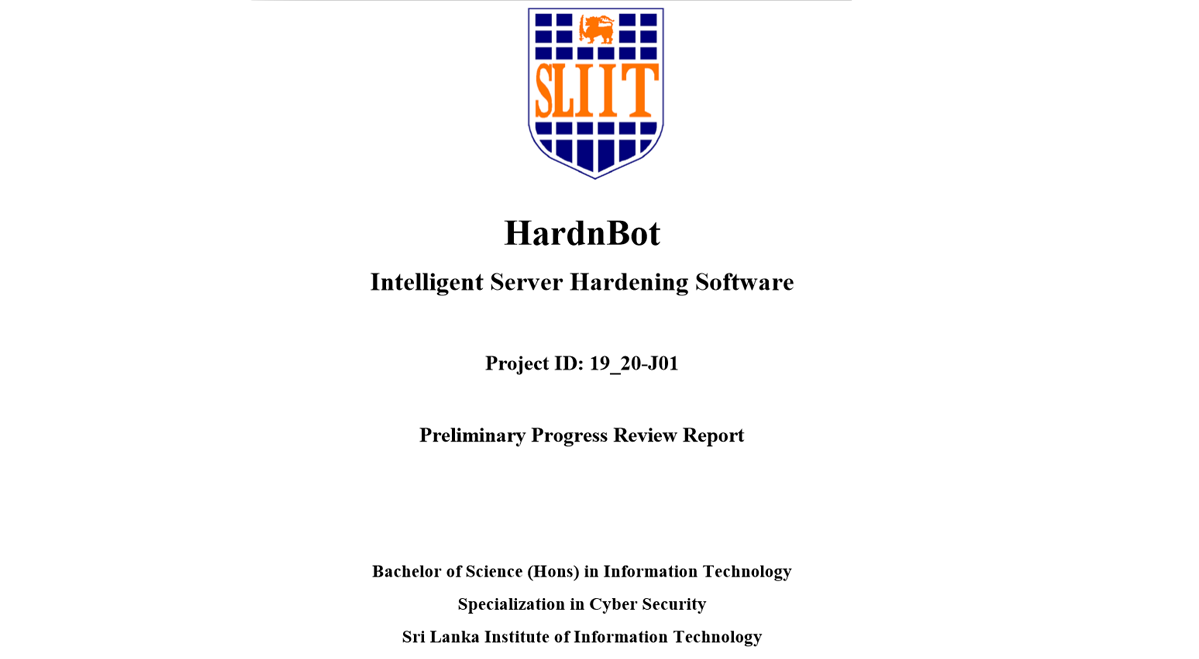 SLIIT
HardnBot
Intelligent Server Hardening Software
Project ID: 19_20-J01
Preliminary Progress Review Report
Bachelor of Science (Hons) in Information Technology
Specialization in Cyber Security
Sri Lanka Institute of Information Technology